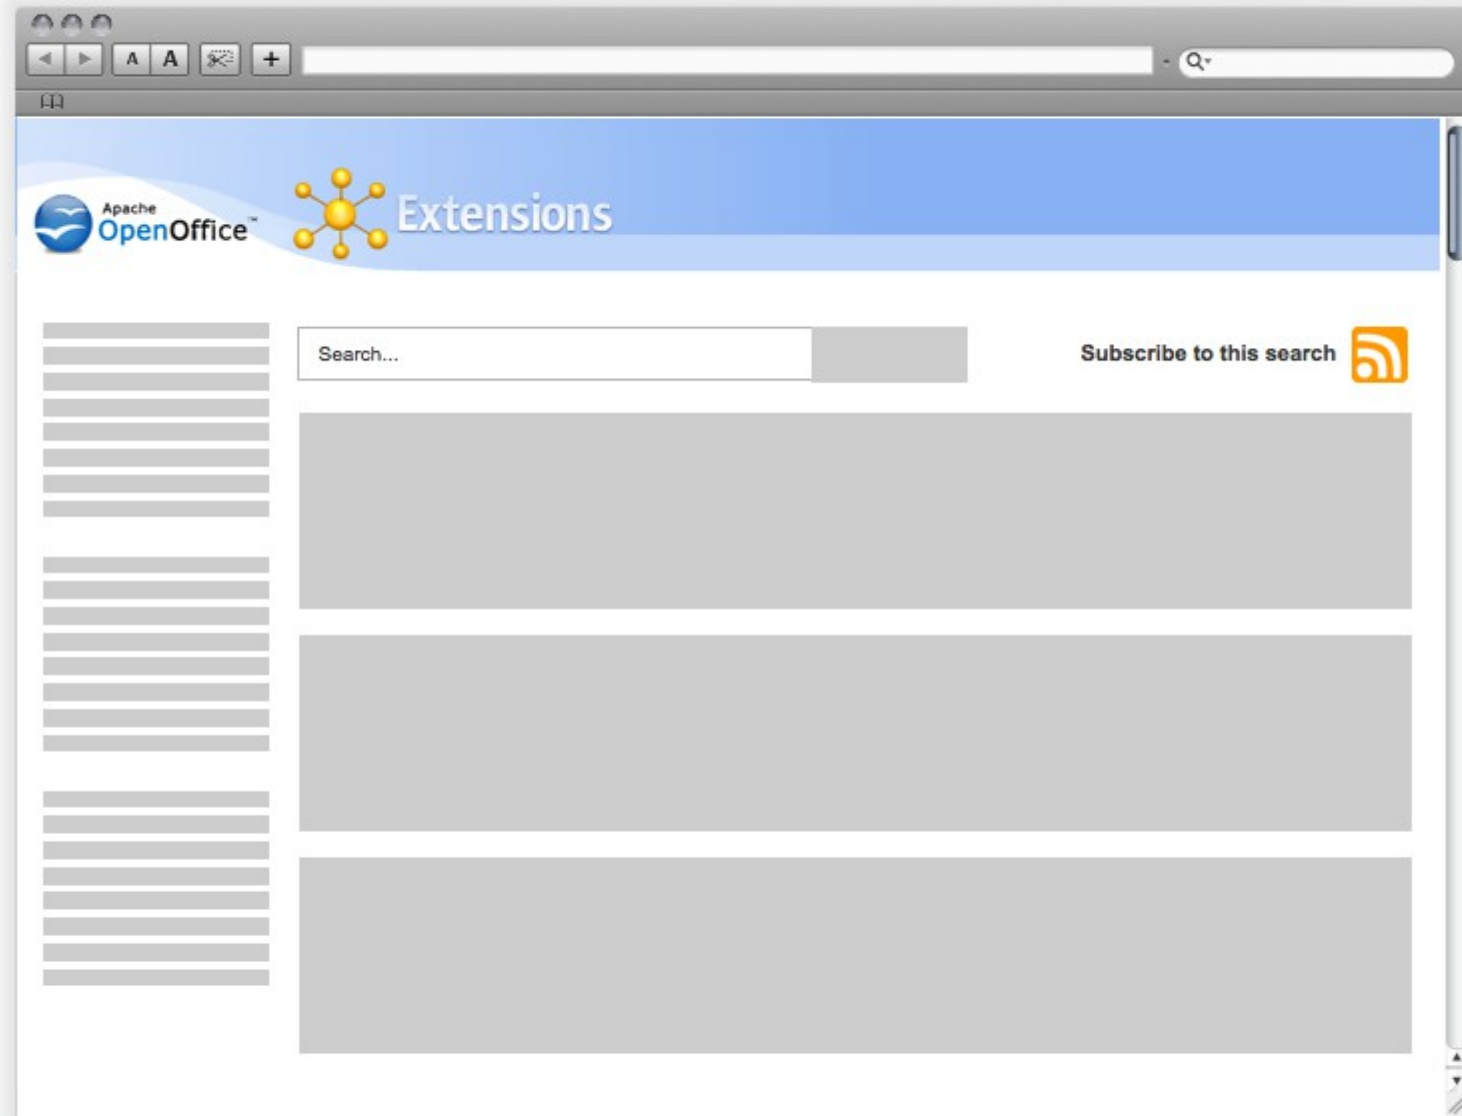 A A +
Apache
OpenOffice™
Extensions
Search...
Subscribe to this search